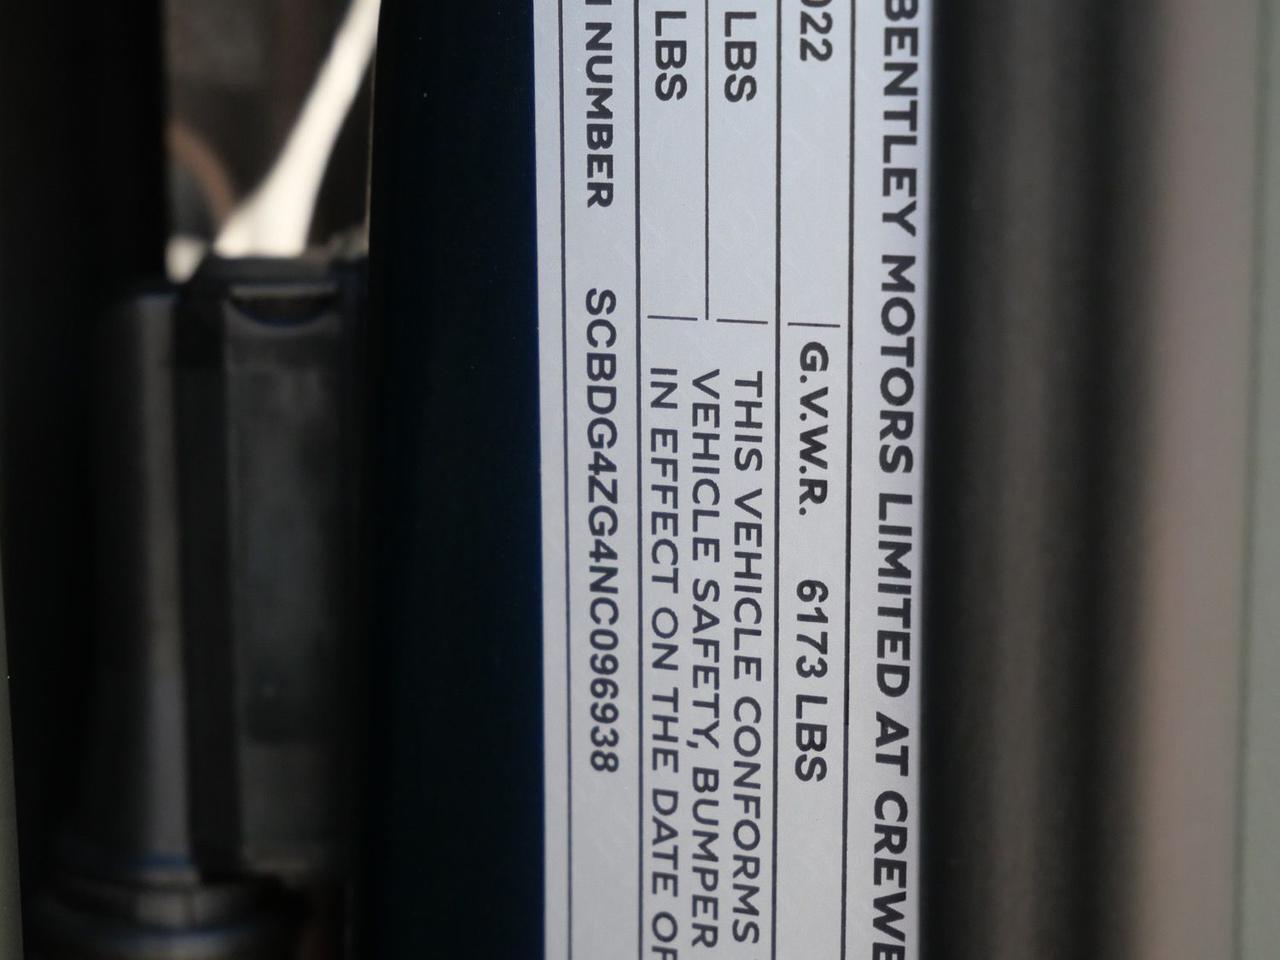 BENTLEY MOTORS LIMITED AT CREWE
022 G.V.W.R. 6173 LBS
LBS
LBS
THIS VEHICLE CONFORMS
VEHICLE SAFETY, BUMPER
IN EFFECT ON THE DATE OF
N NUMBER SCBDG4ZG4NC096938